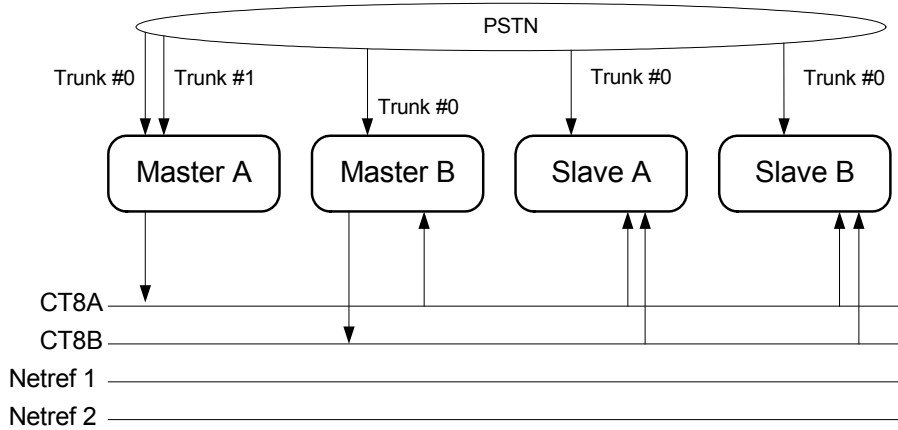 PSTN
Trunk #0
Trunk #1
Trunk #0
Trunk #0
Trunk #0
Master A
Master B
Slave A
Slave B
CT8A
CT8B
Netref 1
Netref 2